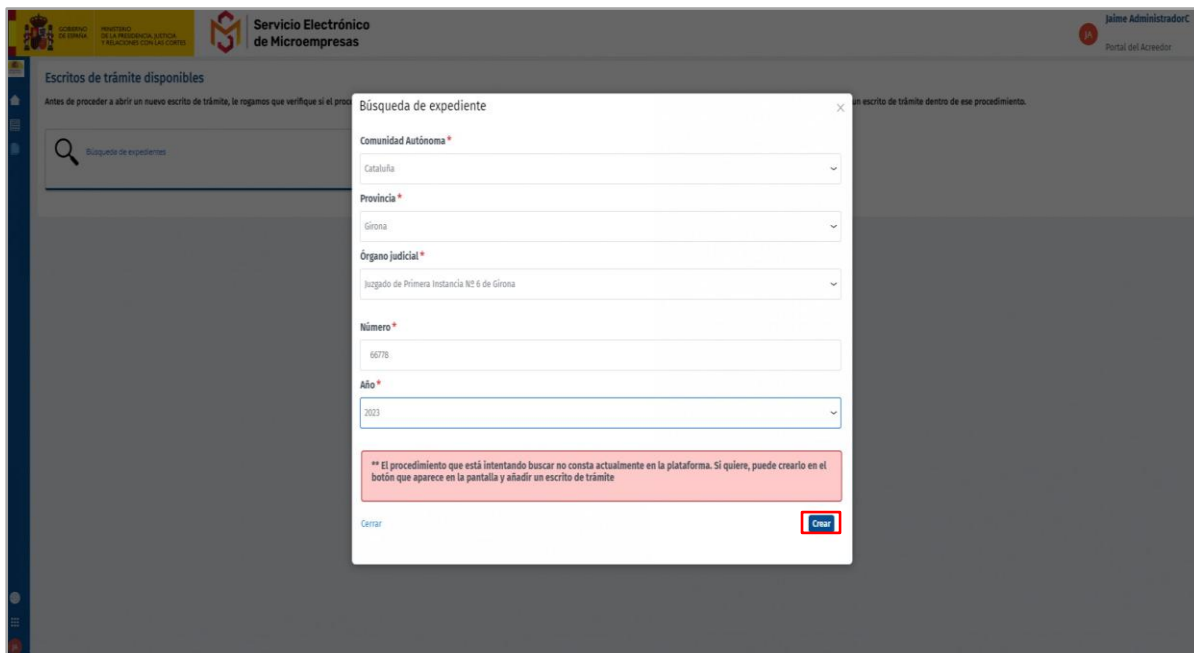 GOBIERNO
DE ESPAÑA
MINISTERIO
DE LA PRESIDENCIA, JUSTICIA
Y RELACIONES CON LAS CORTES
Servicio Electrónico
de Microempresas
Jaime AdministradorC
JA
Portal del Acreedor
Escritos de trámite disponibles
Antes de proceder a abrir un nuevo escrito de trámite, le rogamos que verifique si el proc
un escrito de trámite dentro de ese procedimiento.
Búsqueda de expedientes
Búsqueda de expediente
Comunidad Autónoma *
Cataluña
Provincia *
Girona
Órgano judicial *
Juzgado de Primera Instancia Nº 6 de Girona
Número *
66778
Año *
2023
** El procedimiento que está intentando buscar no consta actualmente en la plataforma. Si quiere, puede crearlo en el
botón que aparece en la pantalla y añadir un escrito de trámite
Cerrar
Crear
JA